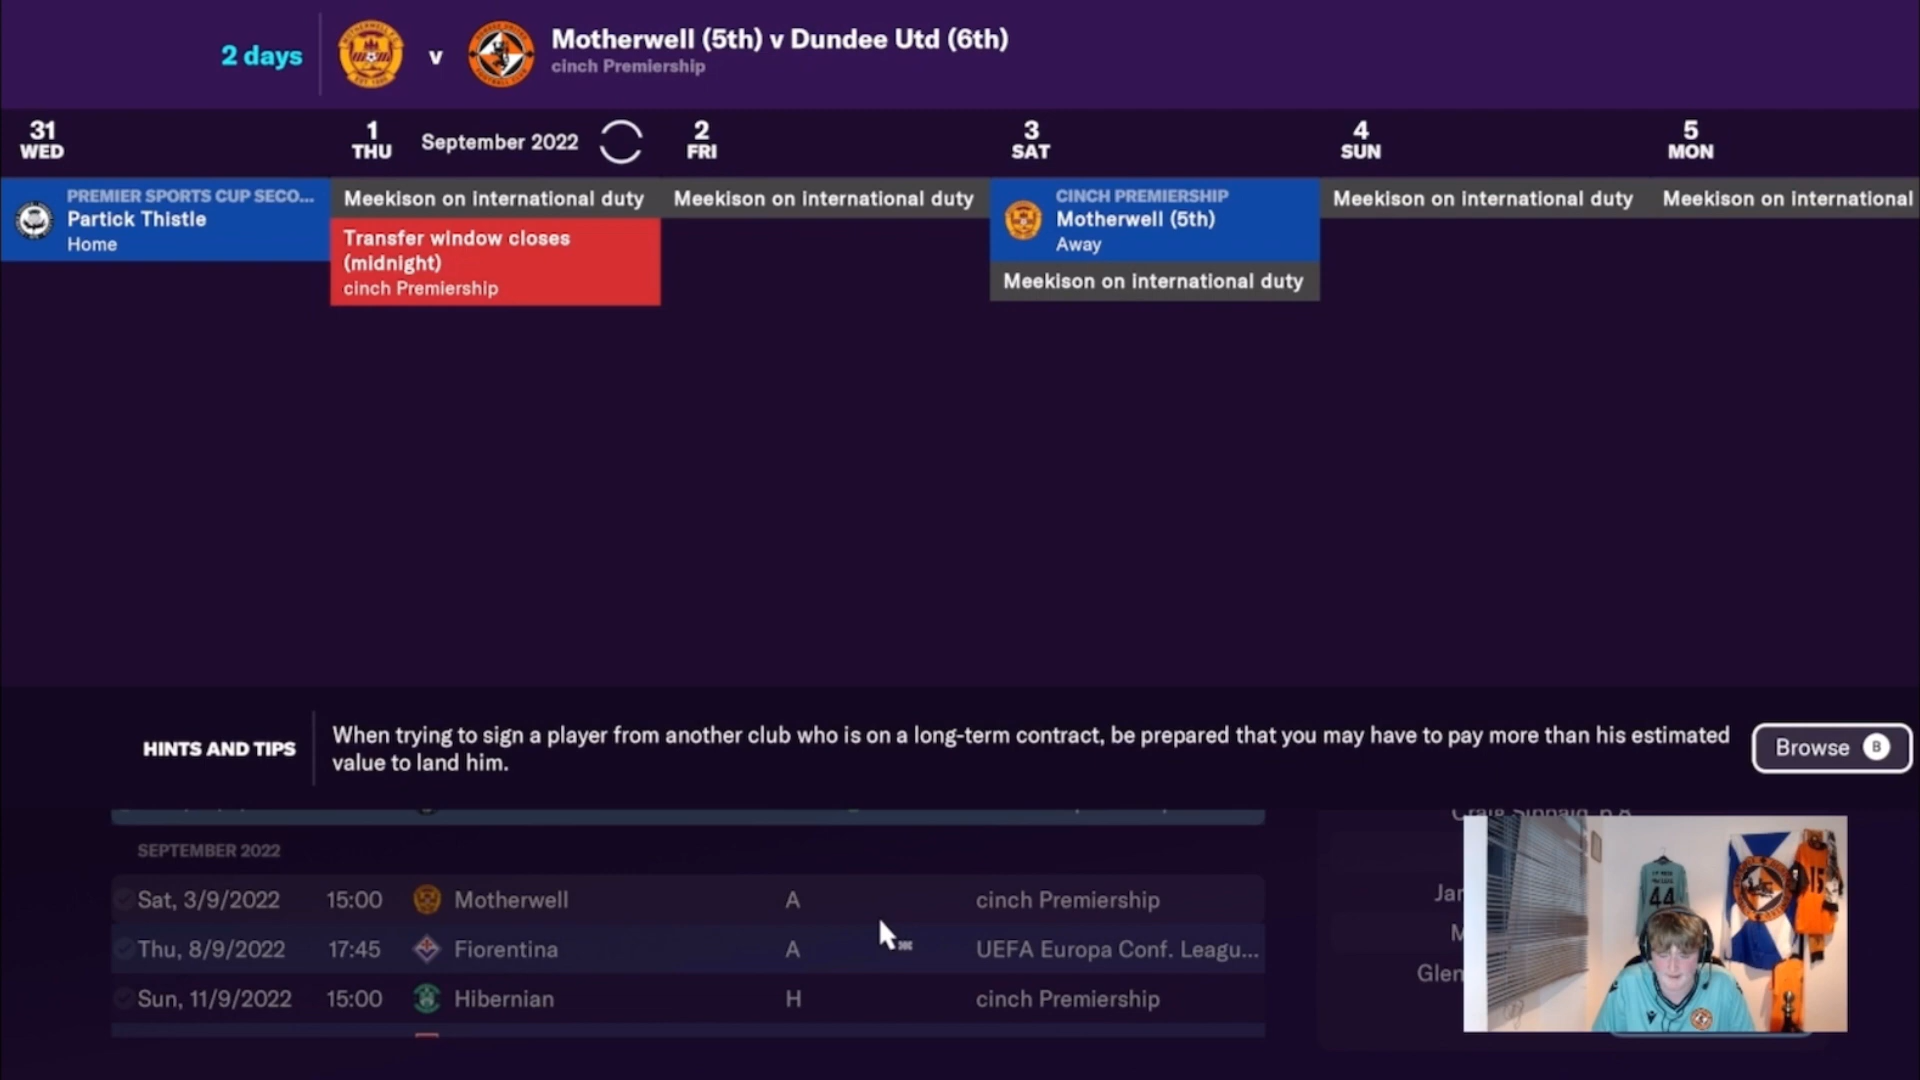 2 days
v
Motherwell (5th) v Dundee Utd (6th)
cinch Premiership
31
WED
1
THU
September 2022
2
FRI
3
SAT
4
SUN
5
MON
PREMIER SPORTS CUP SECO...
Partick Thistle
Home
Meekison on international duty
Transfer window closes
(midnight)
cinch Premiership
Meekison on international duty
CINCH PREMIERSHIP
Motherwell (5th)
Away
Meekison on international duty
Meekison on international duty
Meekison on international
HINTS AND TIPS
When trying to sign a player from another club who is on a long-term contract, be prepared that you may have to pay more than his estimated
value to land him.
Browse B
SEPTEMBER 2022
Sat, 3/9/2022 15:00 Motherwell A cinch Premiership
Thu, 8/9/2022 17:45 Fiorentina A UEFA Europa Conf. Leagu...
Sun, 11/9/2022 15:00 Hibernian H cinch Premiership
Jar
M
Glen
44
15